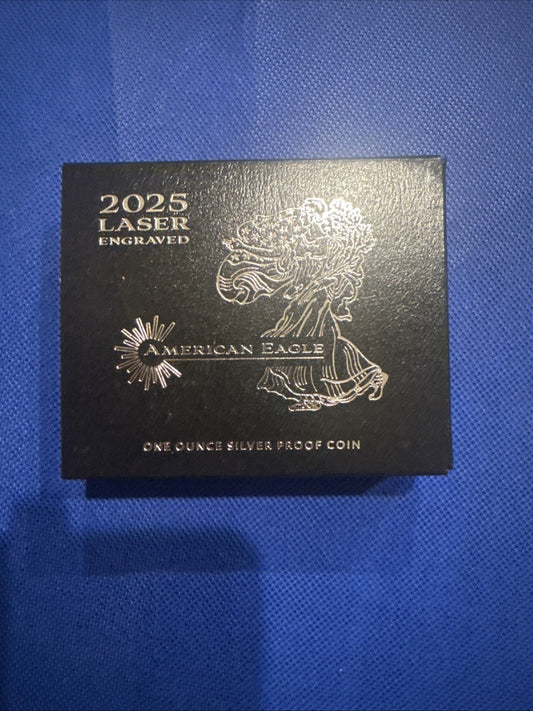 2025
LASER
ENGRAVED
AMERICAN EAGLE
ONE OUNCE SILVER PROOF COIN